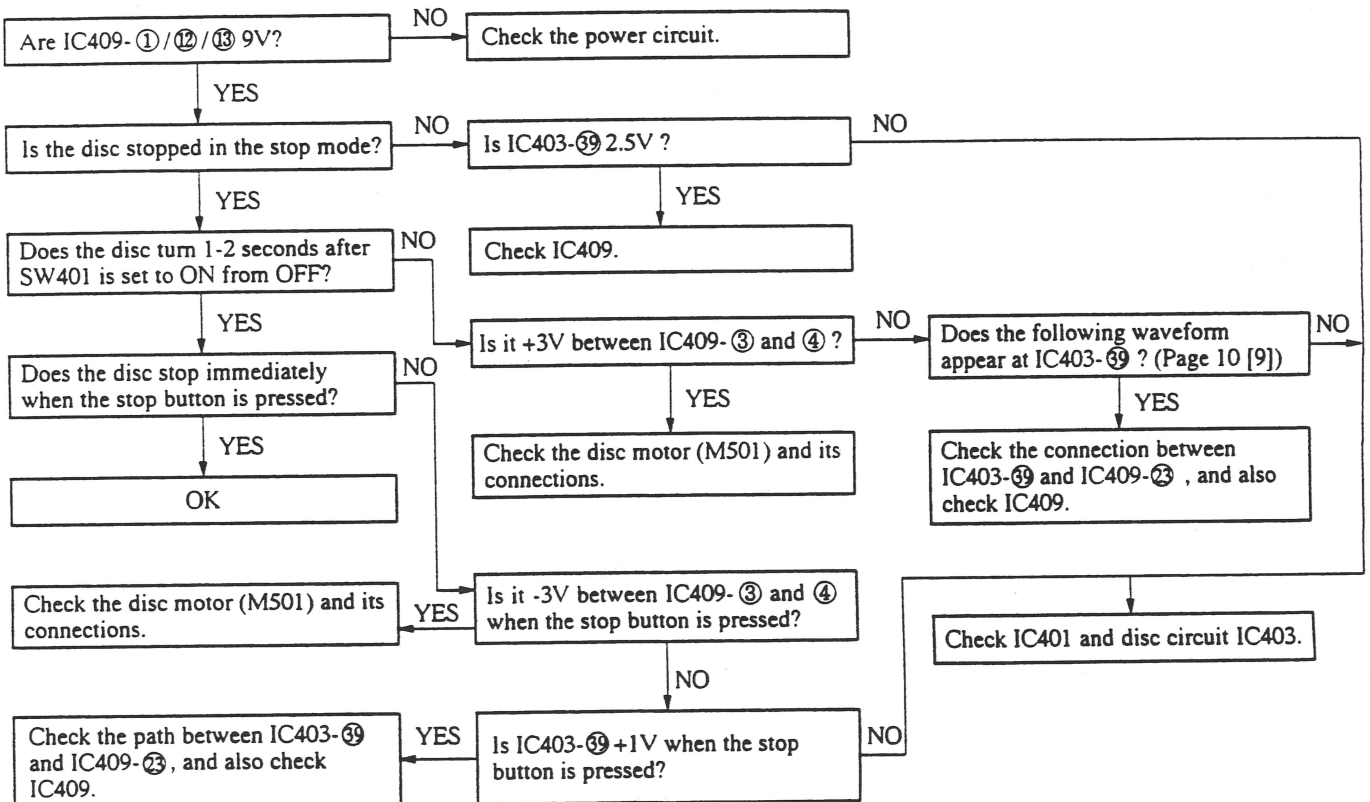 Are IC409- ①/⑫/⑬ 9V?
NO
Check the power circuit.
YES
Is the disc stopped in the stop mode?
NO
Is IC403-㊴ 2.5V ?
NO
YES
YES
Does the disc turn 1-2 seconds after
SW401 is set to ON from OFF?
NO
Check IC409.
YES
Is it +3V between IC409- ③ and ④ ?
NO
Does the following waveform
appear at IC403-㊴ ? (Page 10 [9])
NO
Does the disc stop immediately
when the stop button is pressed?
NO
YES
YES
YES
Check the disc motor (M501) and its
connections.
Check the connection between
IC403-㊴ and IC409-㉓ , and also
check IC409.
OK
Check the disc motor (M501) and its
connections.
YES
Is it -3V between IC409- ③ and ④
when the stop button is pressed?
Check IC401 and disc circuit IC403.
NO
Check the path between IC403-㊴
and IC409-㉓, and also check
IC409.
YES
Is IC403-㊴ +1V when the stop
button is pressed?
NO